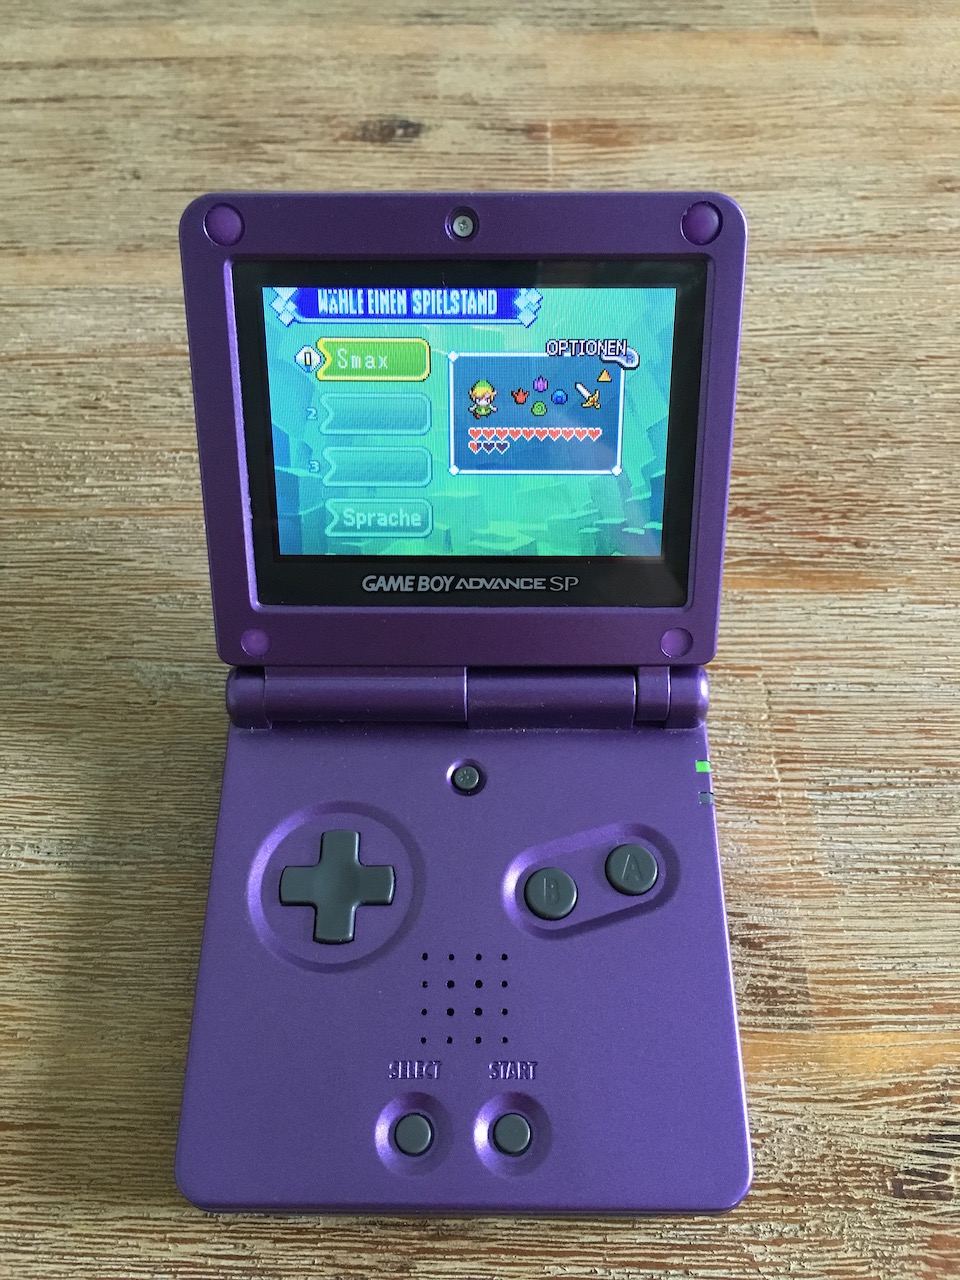 WÄHLE EINEN SPIELSTAND
OPTIONEN
R
1 Smax
2
3
Sprache
GAME BOY ADVANCE SP
B A
SELECT START